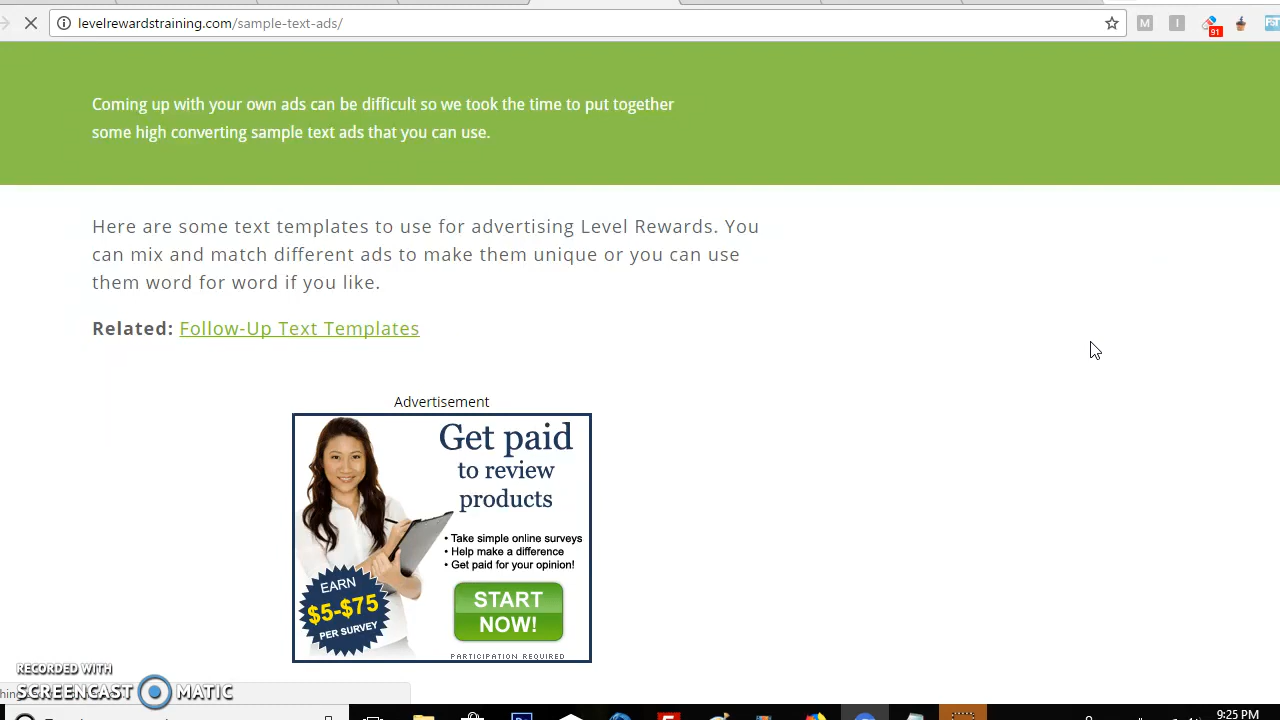 levelrewardstraining.com/sample-text-ads/
M
I
91
FST
Coming up with your own ads can be difficult so we took the time to put together
some high converting sample text ads that you can use.
Here are some text templates to use for advertising Level Rewards. You
can mix and match different ads to make them unique or you can use
them word for word if you like.
Related: Follow-Up Text Templates
Advertisement
Get paid
to review
products
• Take simple online surveys
• Help make a difference
• Get paid for your opinion!
EARN
$5-$75
PER SURVEY
START
NOW!
PARTICIPATION REQUIRED
RECORDED WITH
SCREENCAST MATIC
9:25 PM